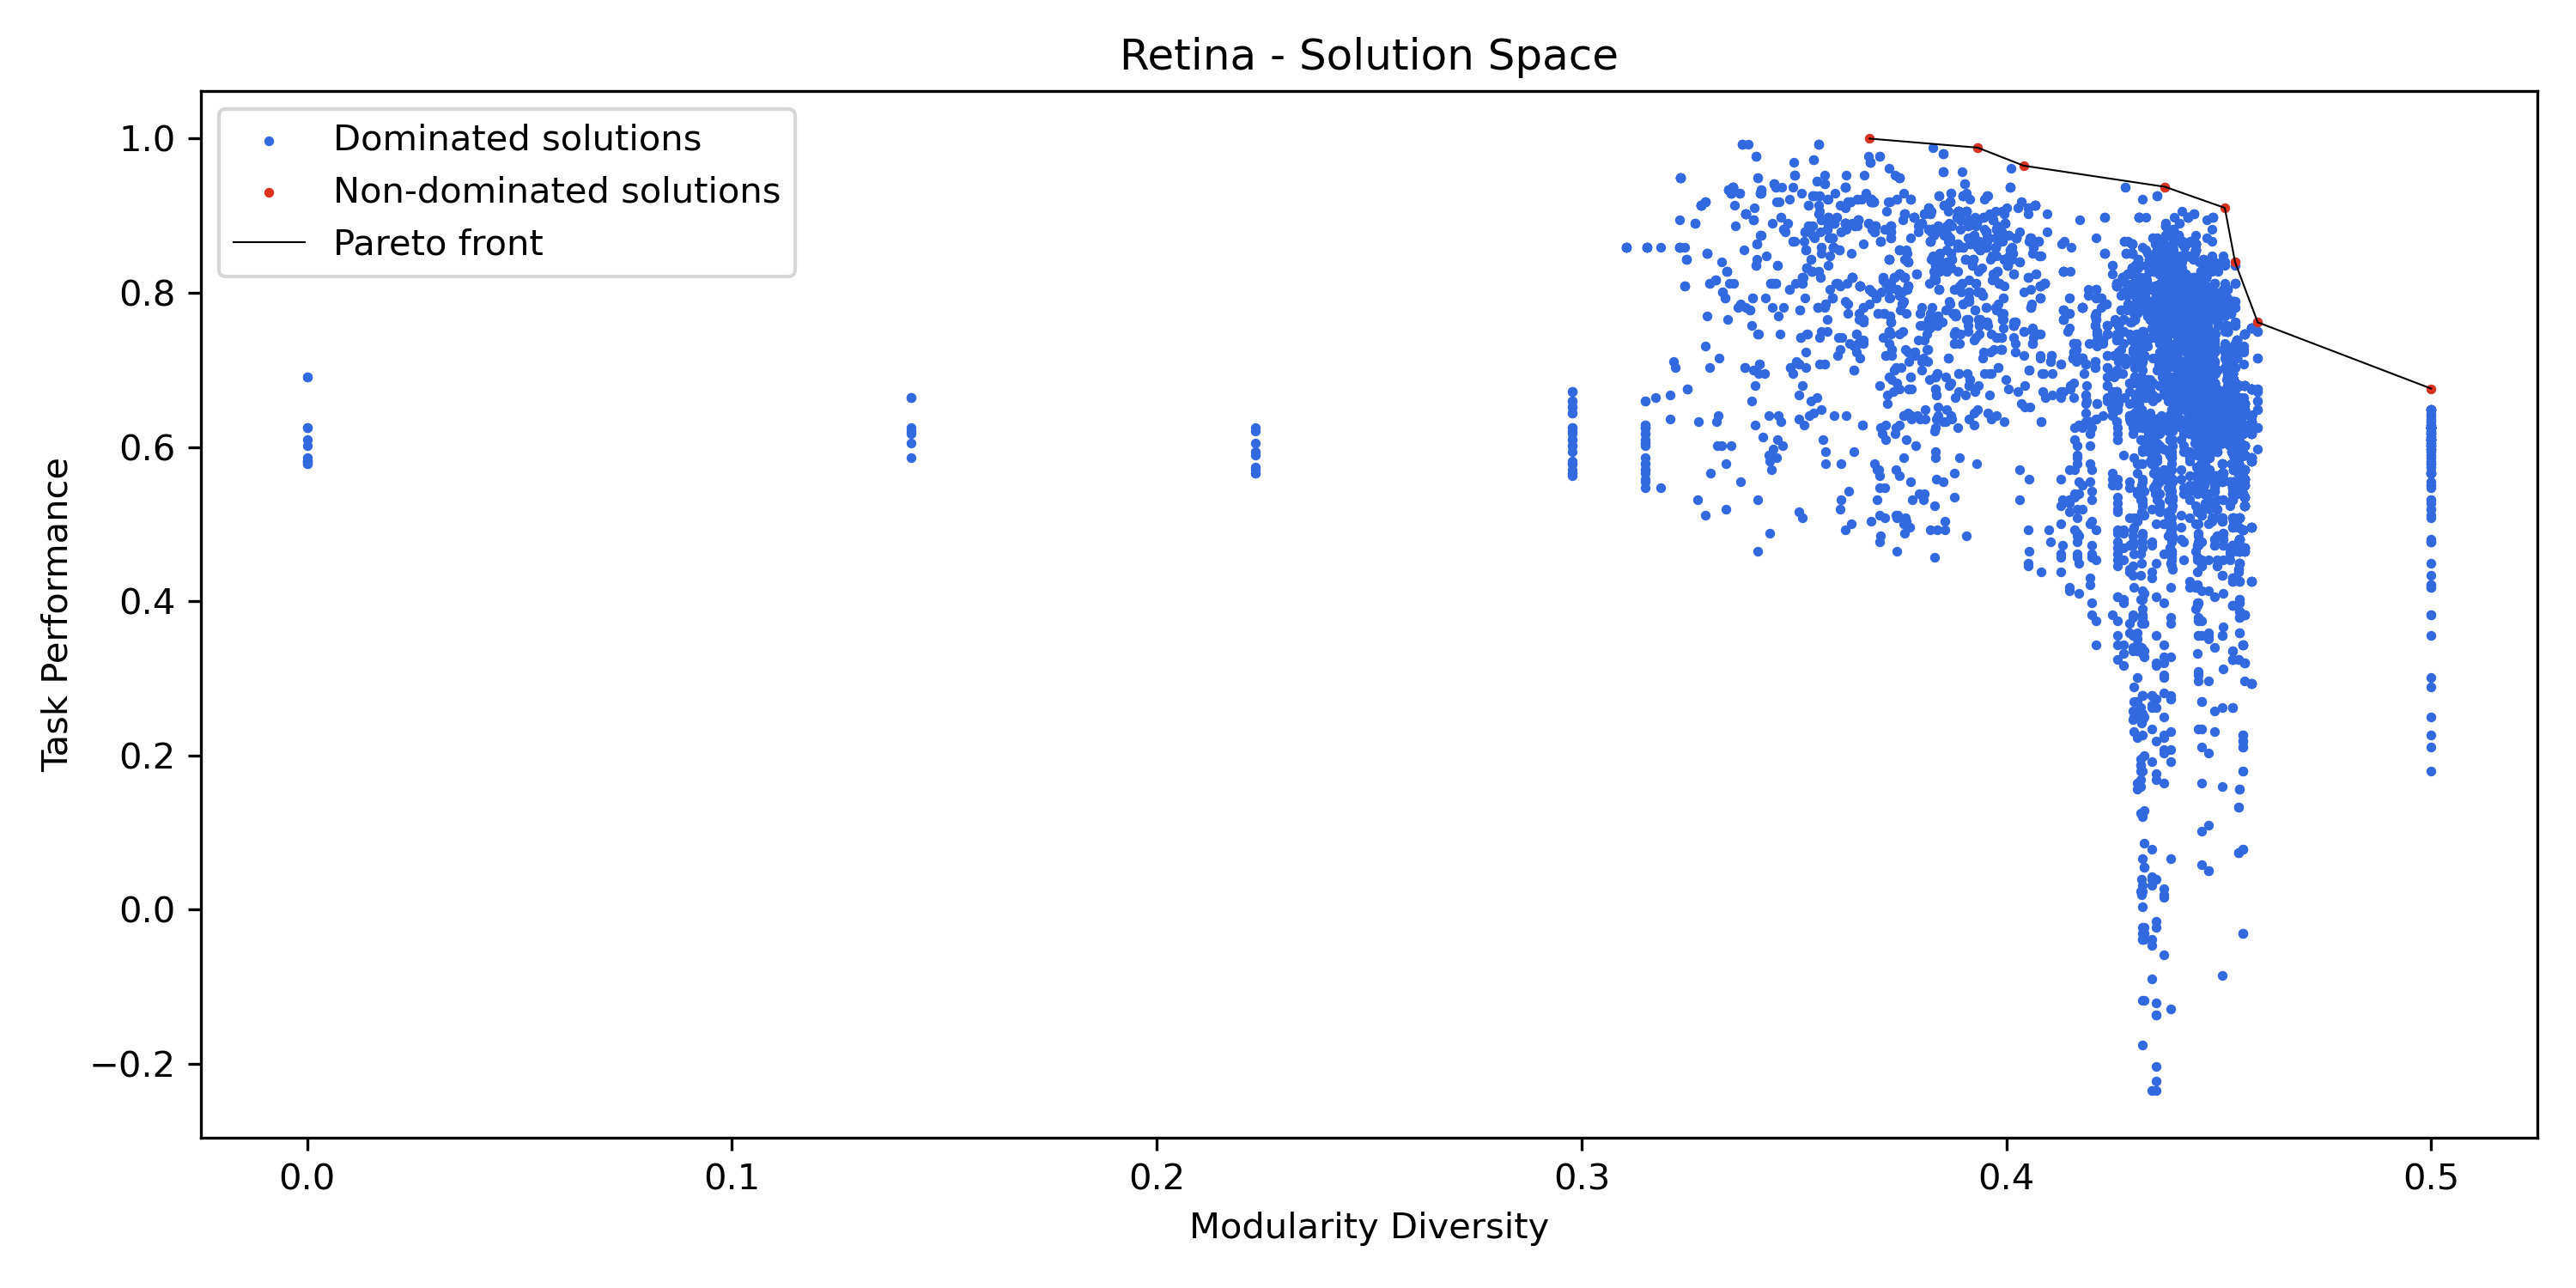 Retina - Solution Space
Dominated solutions
Non-dominated solutions
Pareto front
1.0
0.8
0.6
0.4
0.2
0.0
−0.2
Task Performance
0.0 0.1 0.2 0.3 0.4 0.5
Modularity Diversity